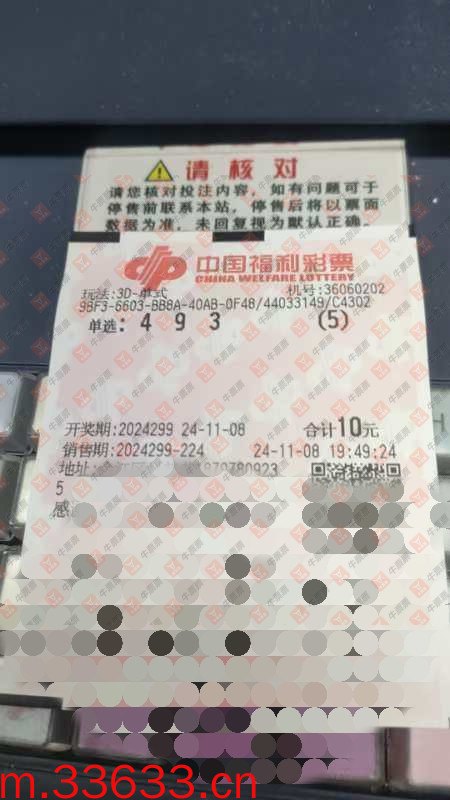 请核对
请您核对投注内容，如有问题可于
停售前联系本站，停售后将以票面
数据为准，未回复视为默认正确。
中国福利彩票
CHINA WELFARE LOTTERY
玩法:3D-单式 机号:36060202
98F3-6603-BB8A-40AB-0F48/44033149/C4302
单选: 4 9 3 (5)
开奖期:2024299 24-11-08 合计10元
销售期:2024299-224 24-11-08 19:49:24
地址:
5
感
m.33633.cn